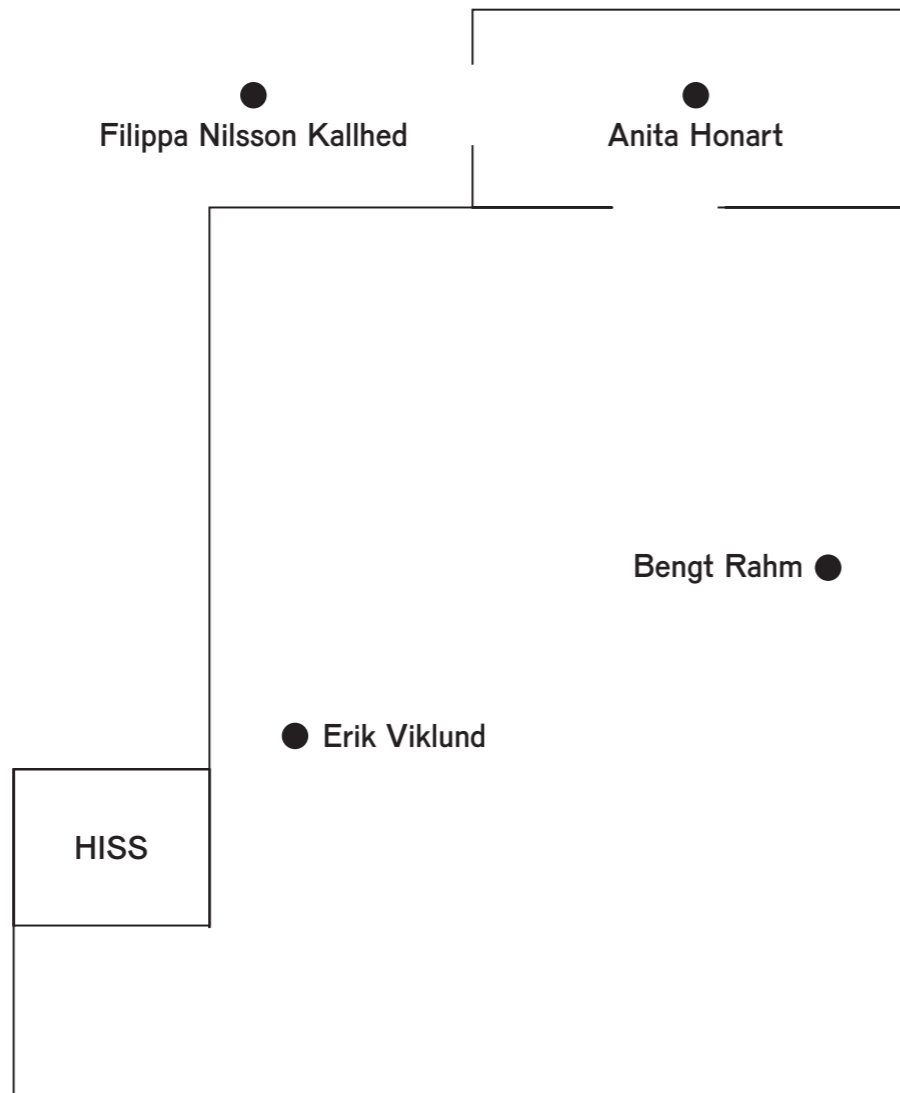 Filippa Nilsson Kallhed
Anita Honart
Bengt Rahm
Erik Viklund
HISS